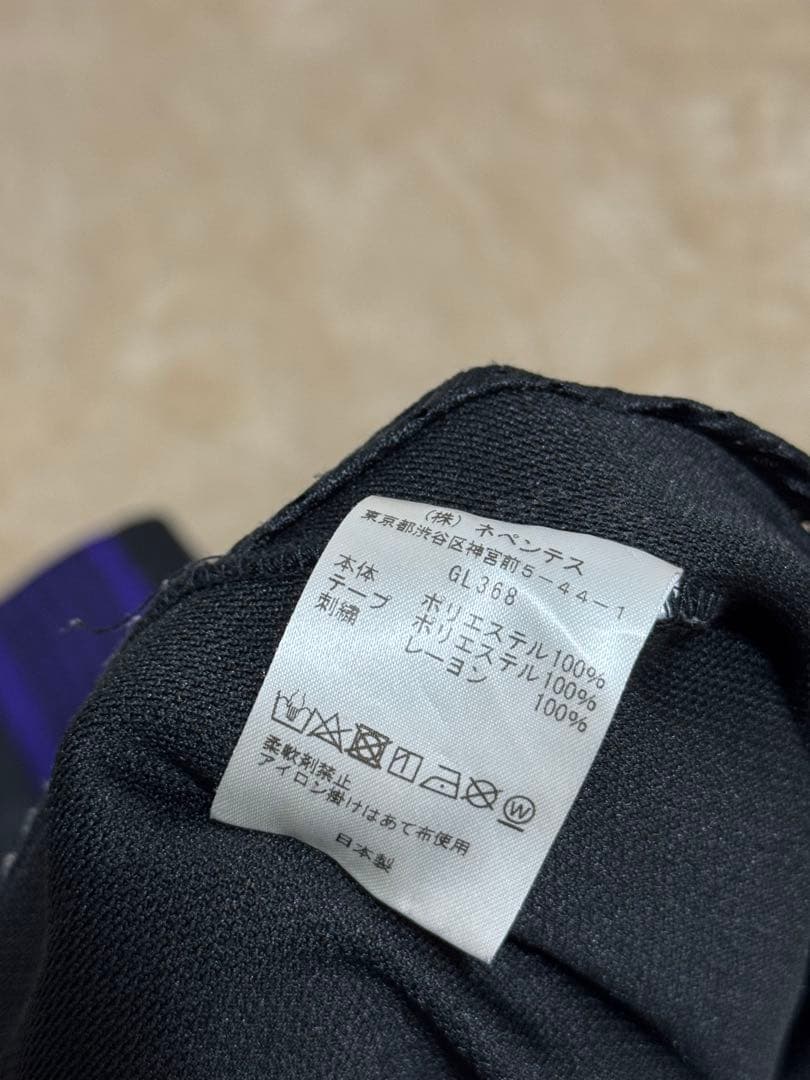 (株) ネペンテス
東京都渋谷区神宮前5-44-1
GL368
本体 ポリエステル100%
テープ ポリエステル100%
刺繍 レーヨン 100%
W
柔軟剤禁止
アイロン掛けはあて布使用
日本製